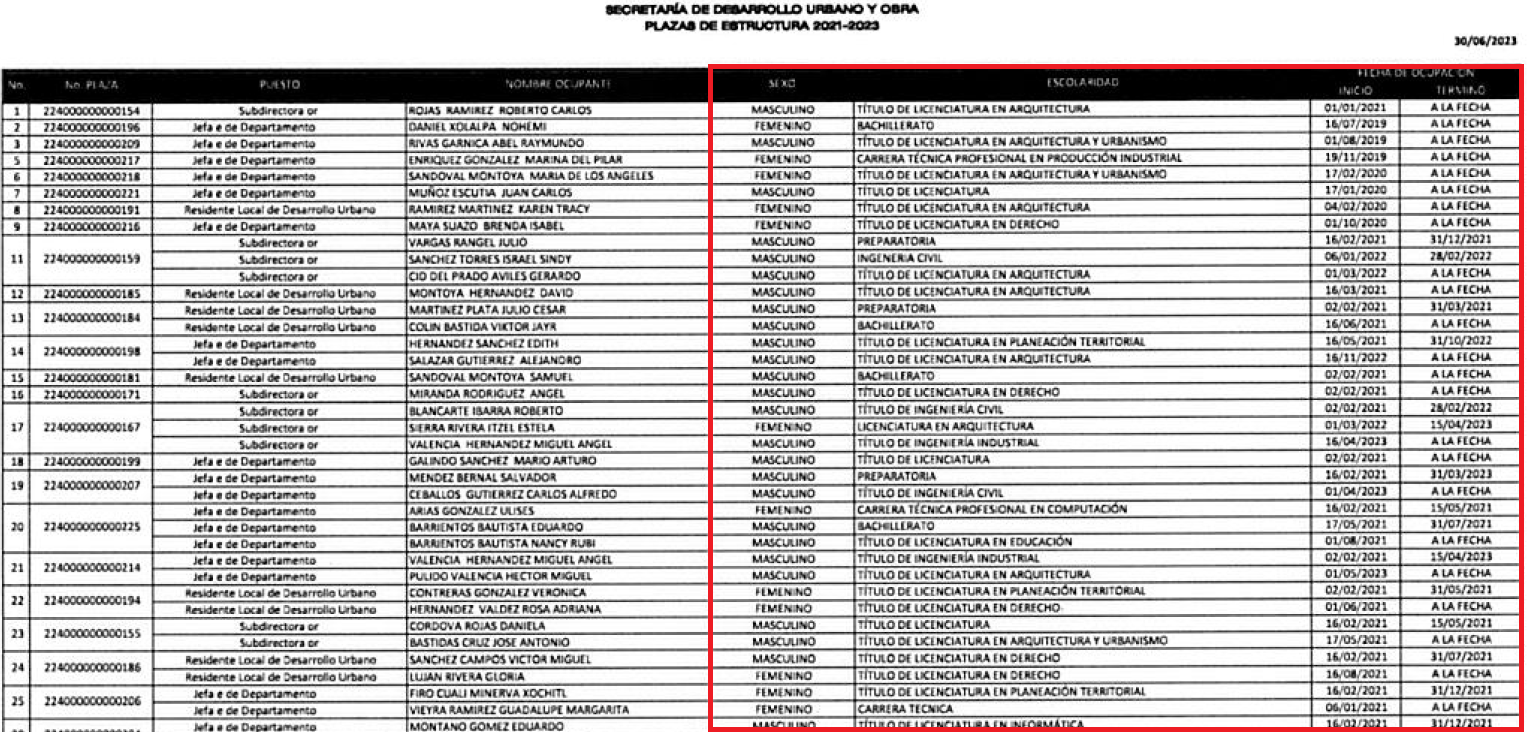 SECRETARÍA DE DESARROLLO URBANO Y OBRA
PLAZAS DE ESTRUCTURA 2021-2023
30/06/2023
No. No. PLAZA PUESTO NOMBRE OCUPANTE SEXO ESCOLARIDAD FECHA DE OCUPACION
INICIO TERMINO
1 224000000000154 Subdirectora or ROJAS RAMIREZ ROBERTO CARLOS MASCULINO TÍTULO DE LICENCIATURA EN ARQUITECTURA 01/01/2021 A LA FECHA
2 224000000000196 Jefa e de Departamento DANIEL XOLALPA NOHEMI FEMENINO BACHILLERATO 16/07/2019 A LA FECHA
3 224000000000209 Jefa e de Departamento RIVAS GARNICA ABEL RAYMUNDO MASCULINO TÍTULO DE LICENCIATURA EN ARQUITECTURA Y URBANISMO 01/08/2019 A LA FECHA
5 224000000000217 Jefa e de Departamento ENRIQUEZ GONZALEZ MARINA DEL PILAR FEMENINO CARRERA TÉCNICA PROFESIONAL EN PRODUCCIÓN INDUSTRIAL 19/11/2019 A LA FECHA
6 224000000000218 Jefa e de Departamento SANDOVAL MONTOYA MARIA DE LOS ANGELES FEMENINO TÍTULO DE LICENCIATURA EN ARQUITECTURA Y URBANISMO 17/02/2020 A LA FECHA
7 224000000000221 Jefa e de Departamento MUÑOZ ESCUTIA JUAN CARLOS MASCULINO TÍTULO DE LICENCIATURA 17/01/2020 A LA FECHA
8 224000000000191 Residente Local de Desarrollo Urbano RAMIREZ MARTINEZ KAREN TRACY FEMENINO TÍTULO DE LICENCIATURA EN ARQUITECTURA 04/02/2020 A LA FECHA
9 224000000000216 Jefa e de Departamento MAYA SUAZO BRENDA ISABEL FEMENINO TÍTULO DE LICENCIATURA EN DERECHO 01/10/2020 A LA FECHA
11 224000000000159 Subdirectora or VARGAS RANGEL JULIO MASCULINO PREPARATORIA 16/02/2021 31/12/2021
Subdirectora or SANCHEZ TORRES ISRAEL SINDY MASCULINO INGENERIA CIVIL 06/01/2022 28/02/2022
Subdirectora or CID DEL PRADO AVILES GERARDO MASCULINO TÍTULO DE LICENCIATURA EN ARQUITECTURA 01/03/2022 A LA FECHA
12 224000000000185 Residente Local de Desarrollo Urbano MONTOYA HERNANDEZ DAVID MASCULINO TÍTULO DE LICENCIATURA EN ARQUITECTURA 16/03/2021 A LA FECHA
13 224000000000184 Residente Local de Desarrollo Urbano MARTINEZ PLATA JULIO CESAR MASCULINO PREPARATORIA 02/02/2021 31/03/2021
Residente Local de Desarrollo Urbano COLIN BASTIDA VIKTOR JAYR MASCULINO BACHILLERATO 16/06/2021 A LA FECHA
14 224000000000198 Jefa e de Departamento HERNANDEZ SANCHEZ EDITH MASCULINO TÍTULO DE LICENCIATURA EN PLANEACIÓN TERRITORIAL 16/05/2021 31/10/2022
Jefa e de Departamento SALAZAR GUTIERREZ ALEJANDRO MASCULINO TÍTULO DE LICENCIATURA EN ARQUITECTURA 16/11/2022 A LA FECHA
15 224000000000181 Residente Local de Desarrollo Urbano SANDOVAL MONTOYA SAMUEL MASCULINO BACHILLERATO 02/02/2021 A LA FECHA
16 224000000000171 Subdirectora or MIRANDA RODRIGUEZ ANGEL MASCULINO TÍTULO DE LICENCIATURA EN DERECHO 02/02/2021 A LA FECHA
17 224000000000167 Subdirectora or BLANCARTE IBARRA ROBERTO MASCULINO TÍTULO DE INGENIERÍA CIVIL 02/02/2021 28/02/2022
Subdirectora or SIERRA RIVERA ITZEL ESTELA FEMENINO LICENCIATURA EN ARQUITECTURA 01/03/2022 15/04/2023
Subdirectora or VALENCIA HERNANDEZ MIGUEL ANGEL MASCULINO TÍTULO DE INGENIERÍA INDUSTRIAL 16/04/2023 A LA FECHA
18 224000000000199 Jefa e de Departamento GALINDO SANCHEZ MARIO ARTURO MASCULINO TÍTULO DE LICENCIATURA 02/02/2021 A LA FECHA
19 224000000000207 Jefa e de Departamento MENDEZ BERNAL SALVADOR MASCULINO PREPARATORIA 16/02/2021 31/03/2023
Jefa e de Departamento CEBALLOS GUTIERREZ CARLOS ALFREDO MASCULINO TÍTULO DE INGENIERÍA CIVIL 01/04/2023 A LA FECHA
20 224000000000225 Jefa e de Departamento ARIAS GONZALEZ ULISES FEMENINO CARRERA TÉCNICA PROFESIONAL EN COMPUTACIÓN 16/02/2021 15/05/2021
Jefa e de Departamento BARRIENTOS BAUTISTA EDUARDO MASCULINO BACHILLERATO 17/05/2021 31/07/2021
Jefa e de Departamento BARRIENTOS BAUTISTA NANCY RUBI MASCULINO TÍTULO DE LICENCIATURA EN EDUCACIÓN 01/08/2021 A LA FECHA
21 224000000000214 Jefa e de Departamento VALENCIA HERNANDEZ MIGUEL ANGEL MASCULINO TÍTULO DE INGENIERÍA INDUSTRIAL 02/02/2021 15/04/2023
Jefa e de Departamento PULIDO VALENCIA HECTOR MIGUEL MASCULINO TÍTULO DE LICENCIATURA EN ARQUITECTURA 01/05/2023 A LA FECHA
22 224000000000194 Residente Local de Desarrollo Urbano CONTRERAS GONZALEZ VERONICA FEMENINO TÍTULO DE LICENCIATURA EN PLANEACIÓN TERRITORIAL 02/02/2021 31/05/2021
Residente Local de Desarrollo Urbano HERNANDEZ VALDEZ ROSA ADRIANA FEMENINO TÍTULO DE LICENCIATURA EN DERECHO 01/06/2021 A LA FECHA
23 224000000000155 Subdirectora or CORDOVA ROJAS DANIELA MASCULINO TÍTULO DE LICENCIATURA 16/02/2021 15/05/2021
Subdirectora or BASTIDAS CRUZ JOSE ANTONIO MASCULINO TÍTULO DE LICENCIATURA EN ARQUITECTURA Y URBANISMO 17/05/2021 A LA FECHA
24 224000000000186 Residente Local de Desarrollo Urbano SANCHEZ CAMPOS VICTOR MIGUEL MASCULINO TÍTULO DE LICENCIATURA EN DERECHO 16/02/2021 31/07/2021
Residente Local de Desarrollo Urbano LUJAN RIVERA GLORIA FEMENINO TÍTULO DE LICENCIATURA EN DERECHO 16/08/2021 A LA FECHA
25 224000000000206 Jefa e de Departamento FIRO CUALI MINERVA XOCHITL FEMENINO TÍTULO DE LICENCIATURA EN PLANEACIÓN TERRITORIAL 16/02/2021 31/12/2021
Jefa e de Departamento VIEYRA RAMIREZ GUADALUPE MARGARITA FEMENINO CARRERA TECNICA 06/01/2021 A LA FECHA
Jefa e de Departamento MONTANO GOMEZ EDUARDO MASCULINO TÍTULO DE LICENCIATURA EN INFORMÁTICA 16/02/2021 31/12/2021